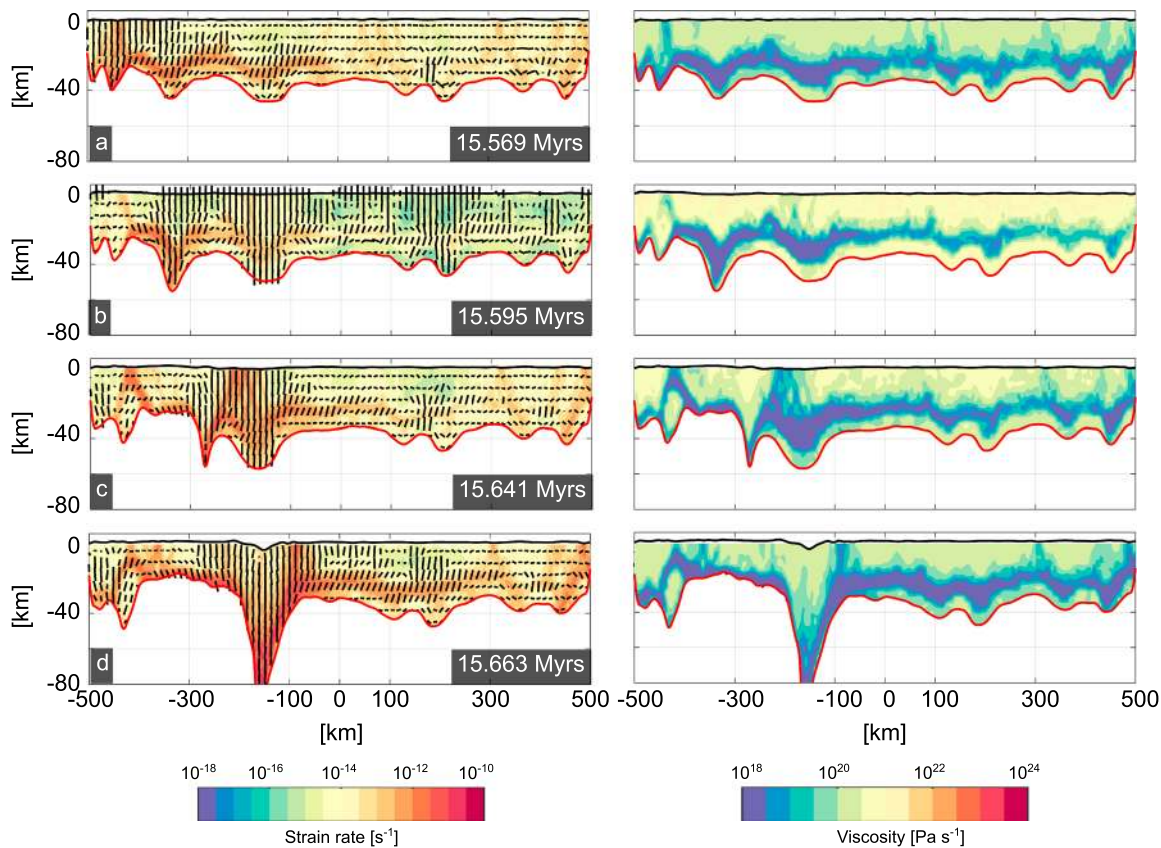 0
-40
-80
[km]
a
15.569 Myrs
0
-40
-80
[km]
b
15.595 Myrs
0
-40
-80
[km]
c
15.641 Myrs
0
-40
-80
[km]
d
15.663 Myrs
-500 -300 -100 0 100 300 500
-500 -300 -100 0 100 300 500
[km]
[km]
10-18 10-16 10-14 10-12 10-10
Strain rate [s-1]
1018 1020 1022 1024
Viscosity [Pa s-1]